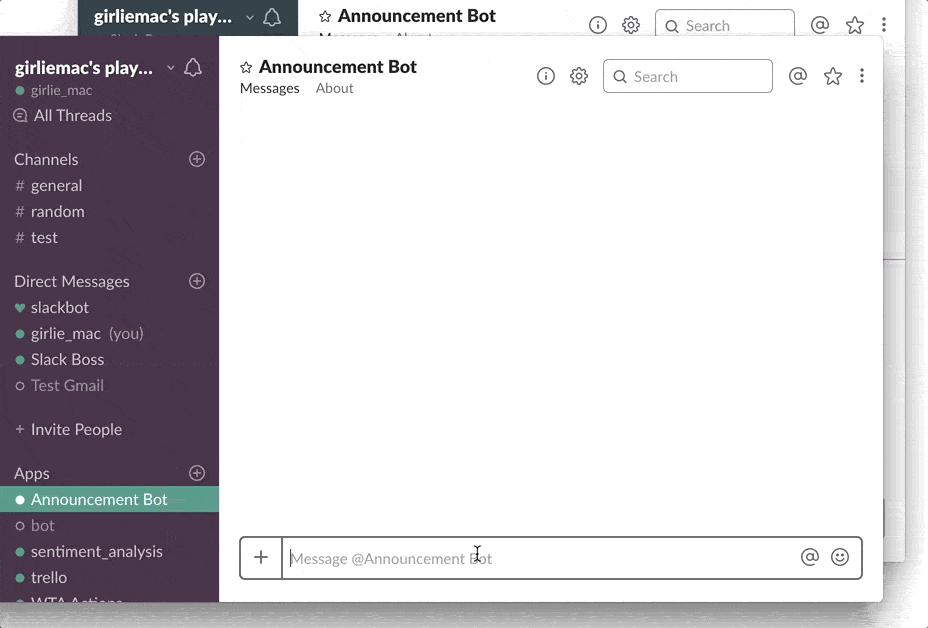 girliemac's play...
Announcement Bot
Search
girliemac's play...
girlie_mac
All Threads
Channels
# general
# random
# test
Direct Messages
slackbot
girlie_mac (you)
Slack Boss
Test Gmail
+ Invite People
Apps
Announcement Bot
bot
sentiment_analysis
trello
WTA Actions
Announcement Bot
Messages About
Search
Message @Announcement Bot